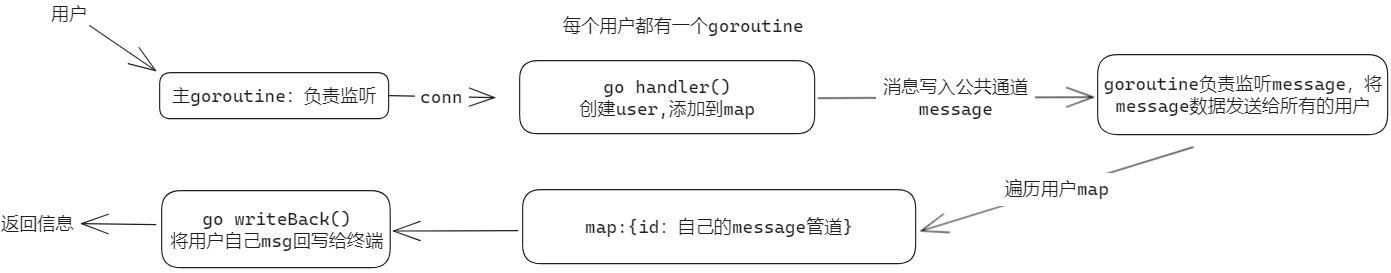 用户
每个用户都有一个goroutine
主goroutine：负责监听
conn
go handler()
创建user,添加到map
消息写入公共通道
message
goroutine负责监听message，将
message数据发送给所有的用户
遍历用户map
map:{id：自己的message管道}
go writeBack()
将用户自己msg回写给终端
返回信息